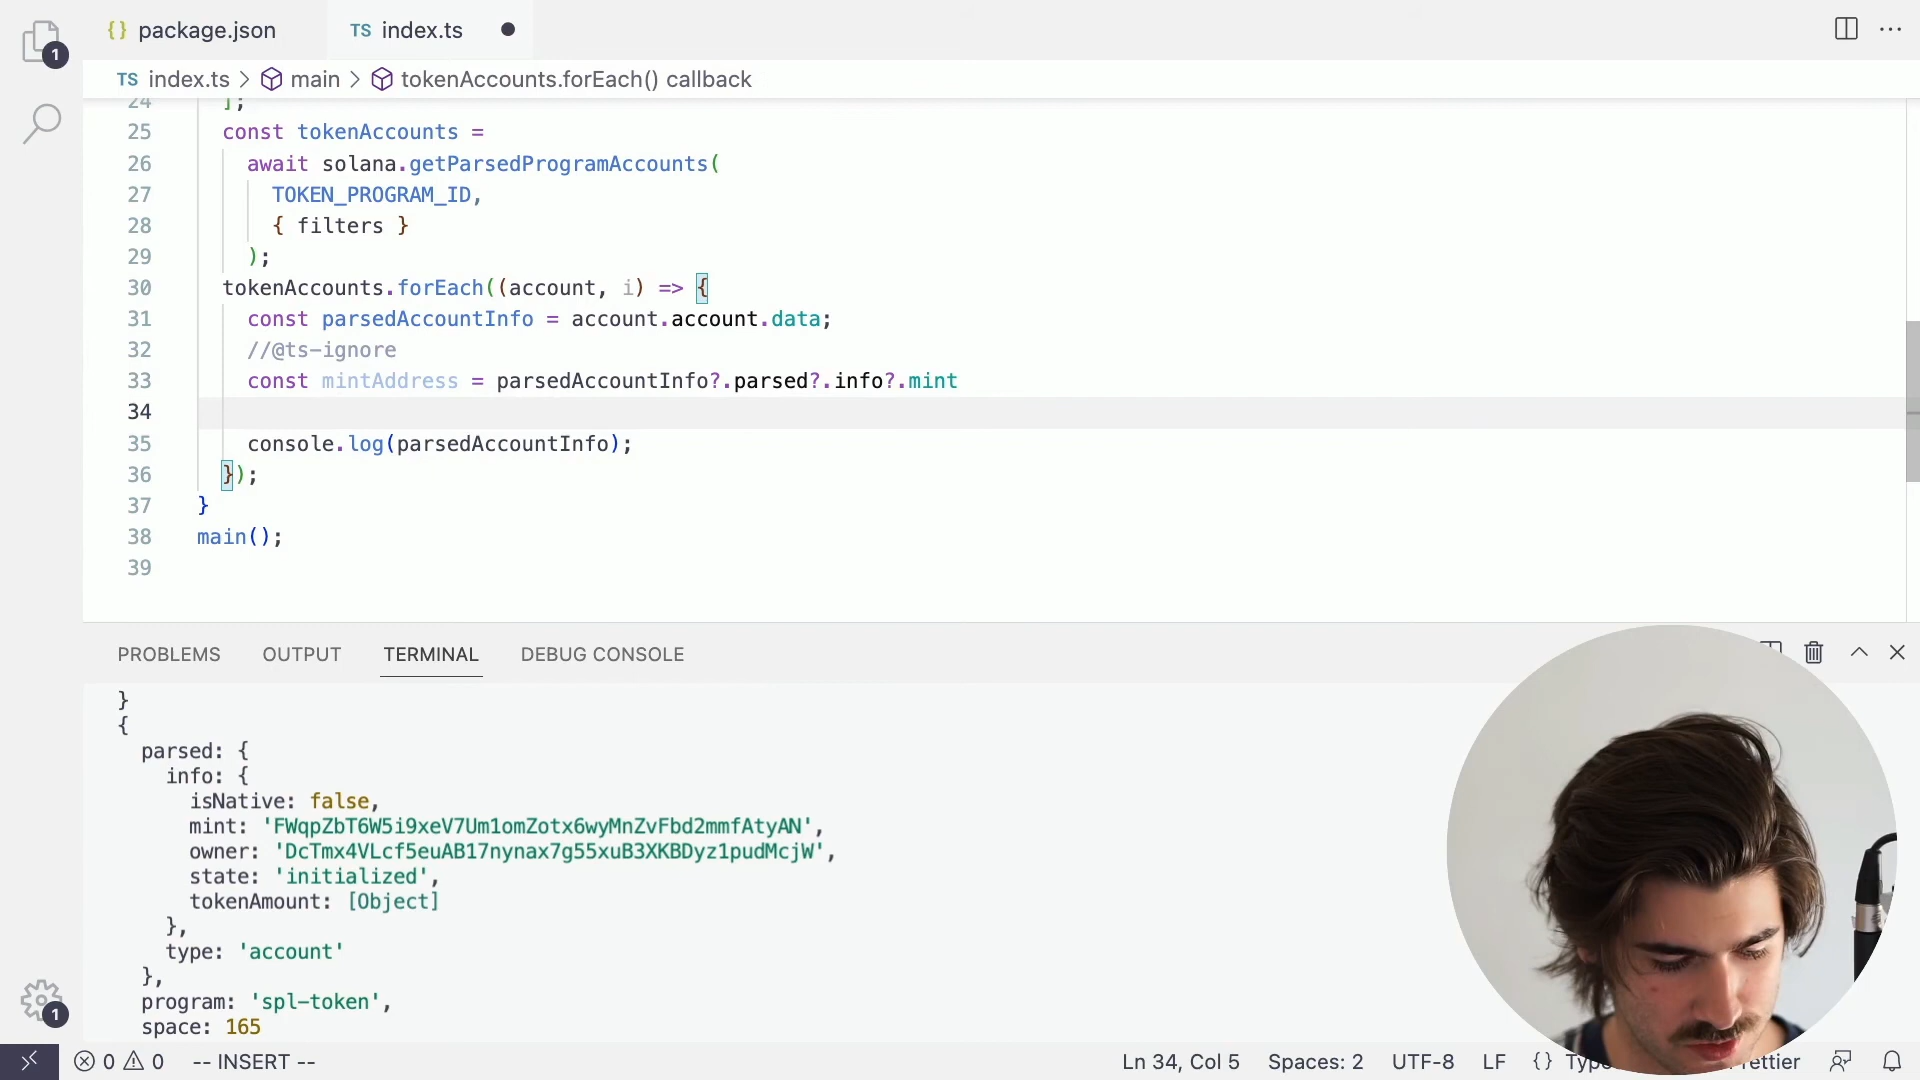 {} package.json
TS index.ts
1
TS index.ts > main > tokenAccounts.forEach() callback
24 ];
25 const tokenAccounts =
26 await solana.getParsedProgramAccounts(
27 TOKEN_PROGRAM_ID,
28 { filters }
29 );
30 tokenAccounts.forEach((account, i) => {
31 const parsedAccountInfo = account.account.data;
32 //@ts-ignore
33 const mintAddress = parsedAccountInfo?.parsed?.info?.mint
34
35 console.log(parsedAccountInfo);
36 });
37 }
38 main();
39
PROBLEMS OUTPUT TERMINAL DEBUG CONSOLE
}
{
parsed: {
info: {
isNative: false,
mint: 'FWqpZbT6W5i9xeV7Um1omZotx6wyMnZvFbd2mmfAtyAN',
owner: 'DcTmx4VLcf5euAB17nynax7g55xuB3XKBDyz1pudMcjW',
state: 'initialized',
tokenAmount: [Object]
},
type: 'account'
},
program: 'spl-token',
space: 165
1
0 0 -- INSERT -- Ln 34, Col 5 Spaces: 2 UTF-8 LF {}